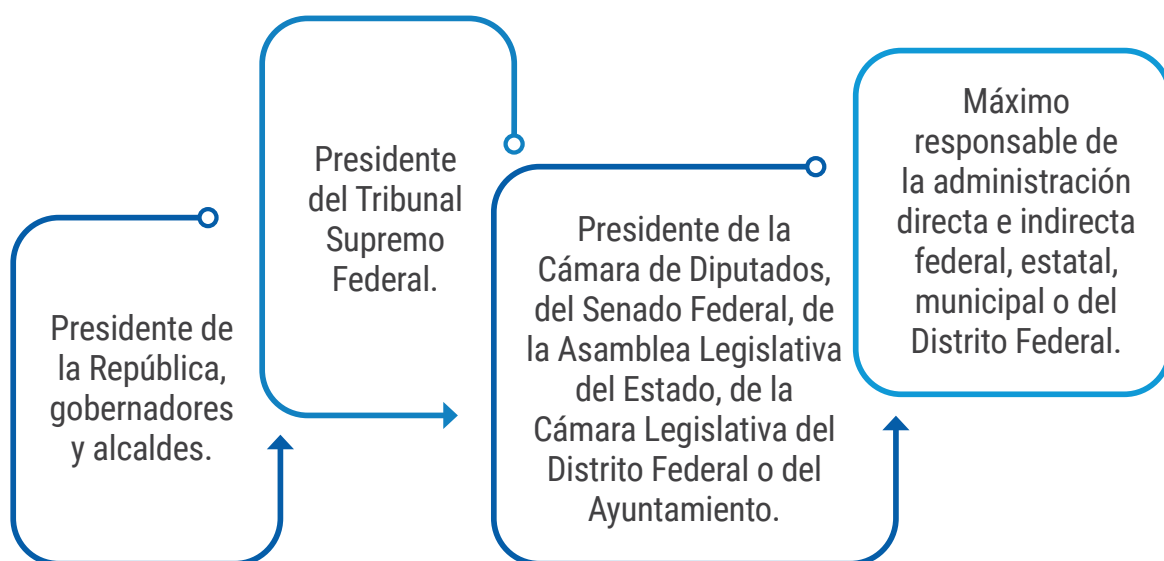 Presidente de
la República,
gobernadores
y alcaldes.
Presidente
del Tribunal
Supremo
Federal.
Presidente de la
Cámara de Diputados,
del Senado Federal, de
la Asamblea Legislativa
del Estado, de la
Cámara Legislativa del
Distrito Federal o del
Ayuntamiento.
Máximo
responsable de
la administración
directa e indirecta
federal, estatal,
municipal o del
Distrito Federal.